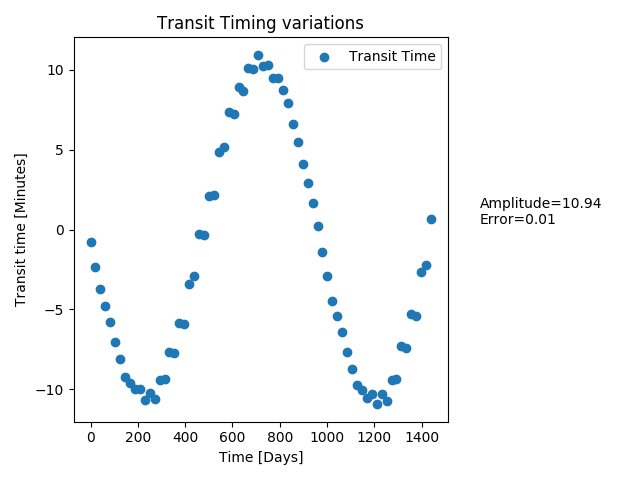 Transit Timing variations
Transit Time
10
5
0
−5
−10
Transit time [Minutes]
0
200
400
600
800
1000
1200
1400
Time [Days]
Amplitude=10.94
Error=0.01